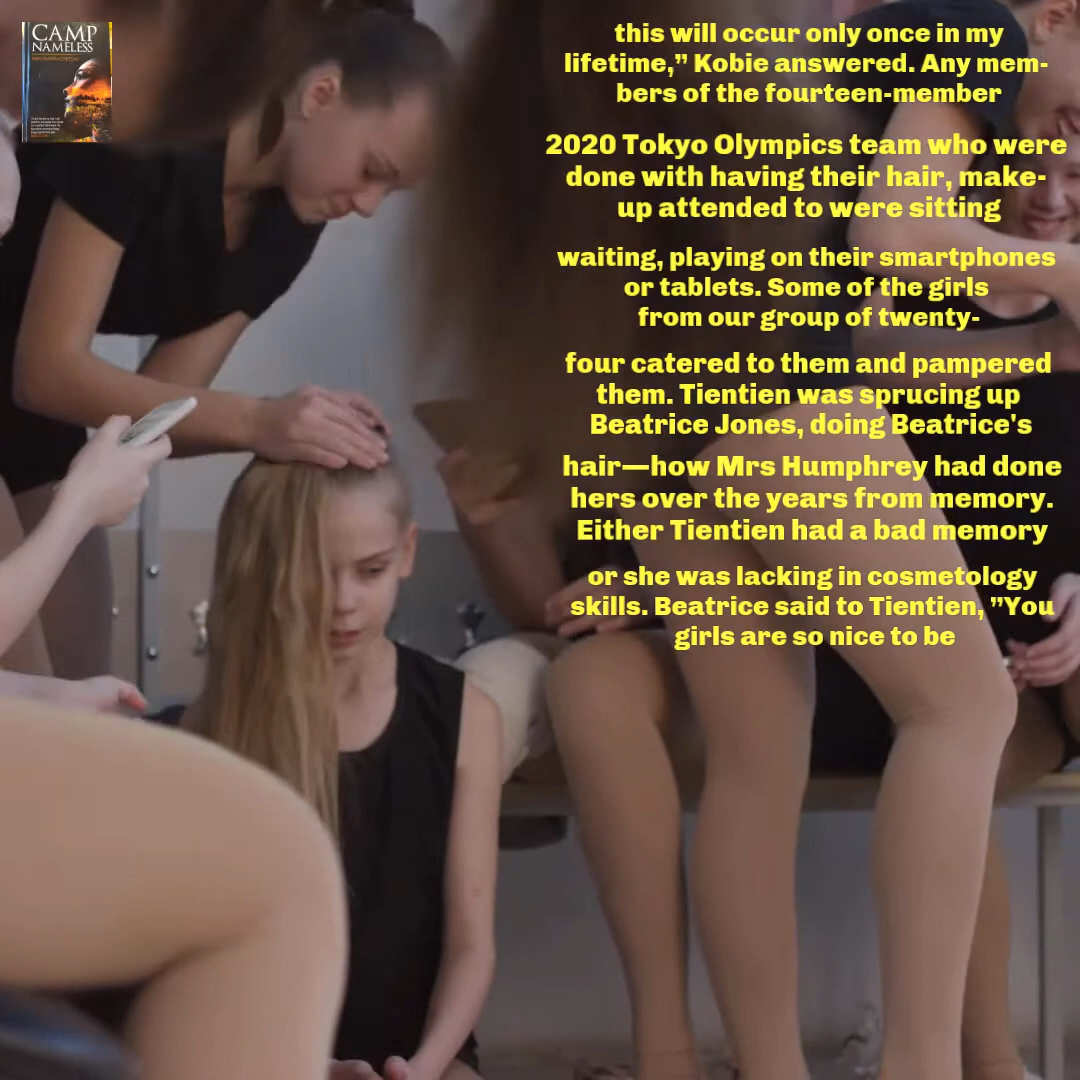 CAMP
NAMELESS
this will occur only once in my
lifetime,” Kobie answered. Any mem-
bers of the fourteen-member
2020 Tokyo Olympics team who were
done with having their hair, make-
up attended to were sitting
waiting, playing on their smartphones
or tablets. Some of the girls
from our group of twenty-
four catered to them and pampered
them. Tientien was sprucing up
Beatrice Jones, doing Beatrice's
hair—how Mrs Humphrey had done
hers over the years from memory.
Either Tientien had a bad memory
or she was lacking in cosmetology
skills. Beatrice said to Tientien, ”You
girls are so nice to be